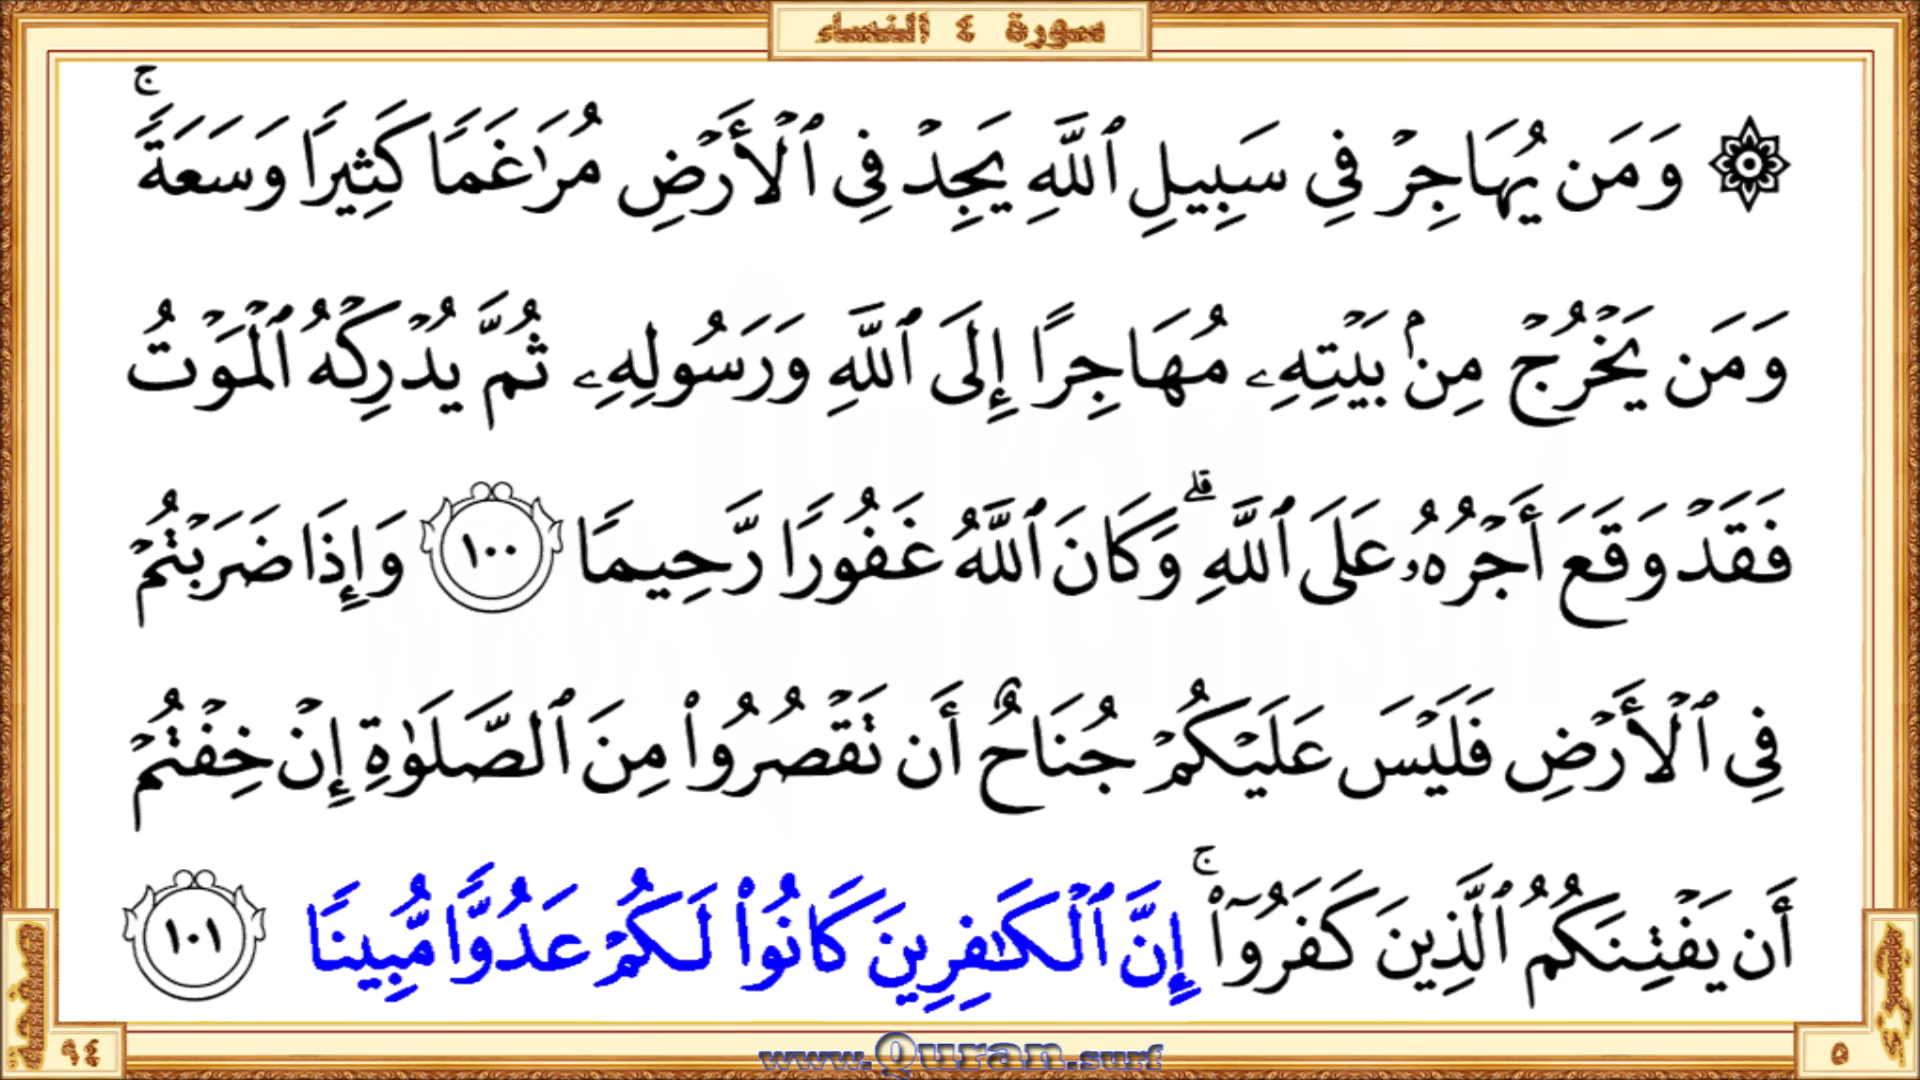 سورة ٤ النساء
۞ وَمَن يُهَاجِرْ فِى سَبِيلِ ٱللَّهِ يَجِدْ فِى ٱلْأَرْضِ مُرَٰغَمًا كَثِيرًا وَسَعَةً ۚ
وَمَن يَخْرُجْ مِنۢ بَيْتِهِۦ مُهَاجِرًا إِلَى ٱللَّهِ وَرَسُولِهِۦ ثُمَّ يُدْرِكْهُ ٱلْمَوْتُ
فَقَدْ وَقَعَ أَجْرُهُۥ عَلَى ٱللَّهِ ۗ وَكَانَ ٱللَّهُ غَفُورًا رَّحِيمًا ١٠٠ وَإِذَا ضَرَبْتُمْ
فِى ٱلْأَرْضِ فَلَيْسَ عَلَيْكُمْ جُنَاحٌ أَن تَقْصُرُوا۟ مِنَ ٱلصَّلَوٰةِ إِنْ خِفْتُمْ
أَن يَفْتِنَكُمُ ٱلَّذِينَ كَفَرُوٓا۟ ۚ إِنَّ ٱلْكَٰفِرِينَ كَانُوا۟ لَكُمْ عَدُوًّا مُّبِينًا ١٠١
صفحة
٩٤
www.Quran.surf
٥